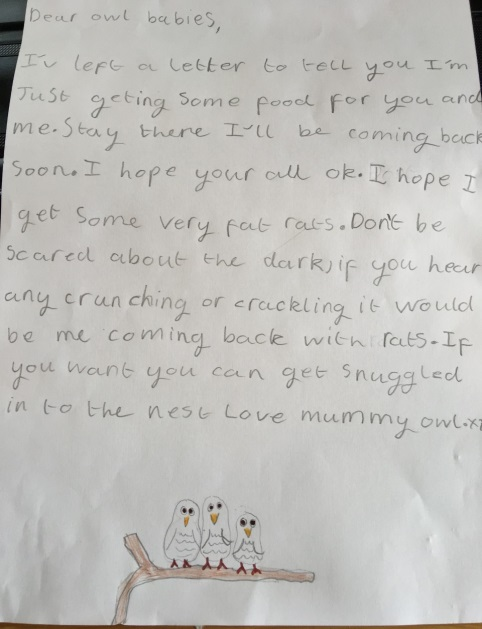 Dear owl babies,
I'v left a letter to tell you I'm
Just geting some food for you and
me. Stay there I'll be coming back
soon. I hope your all ok. I hope I
get some very fat rats. Don't be
scared about the dark, if you hear
any crunching or crackling it would
be me coming back with rats. If
you want you can get snuggled
in to the nest Love mummy owl.x